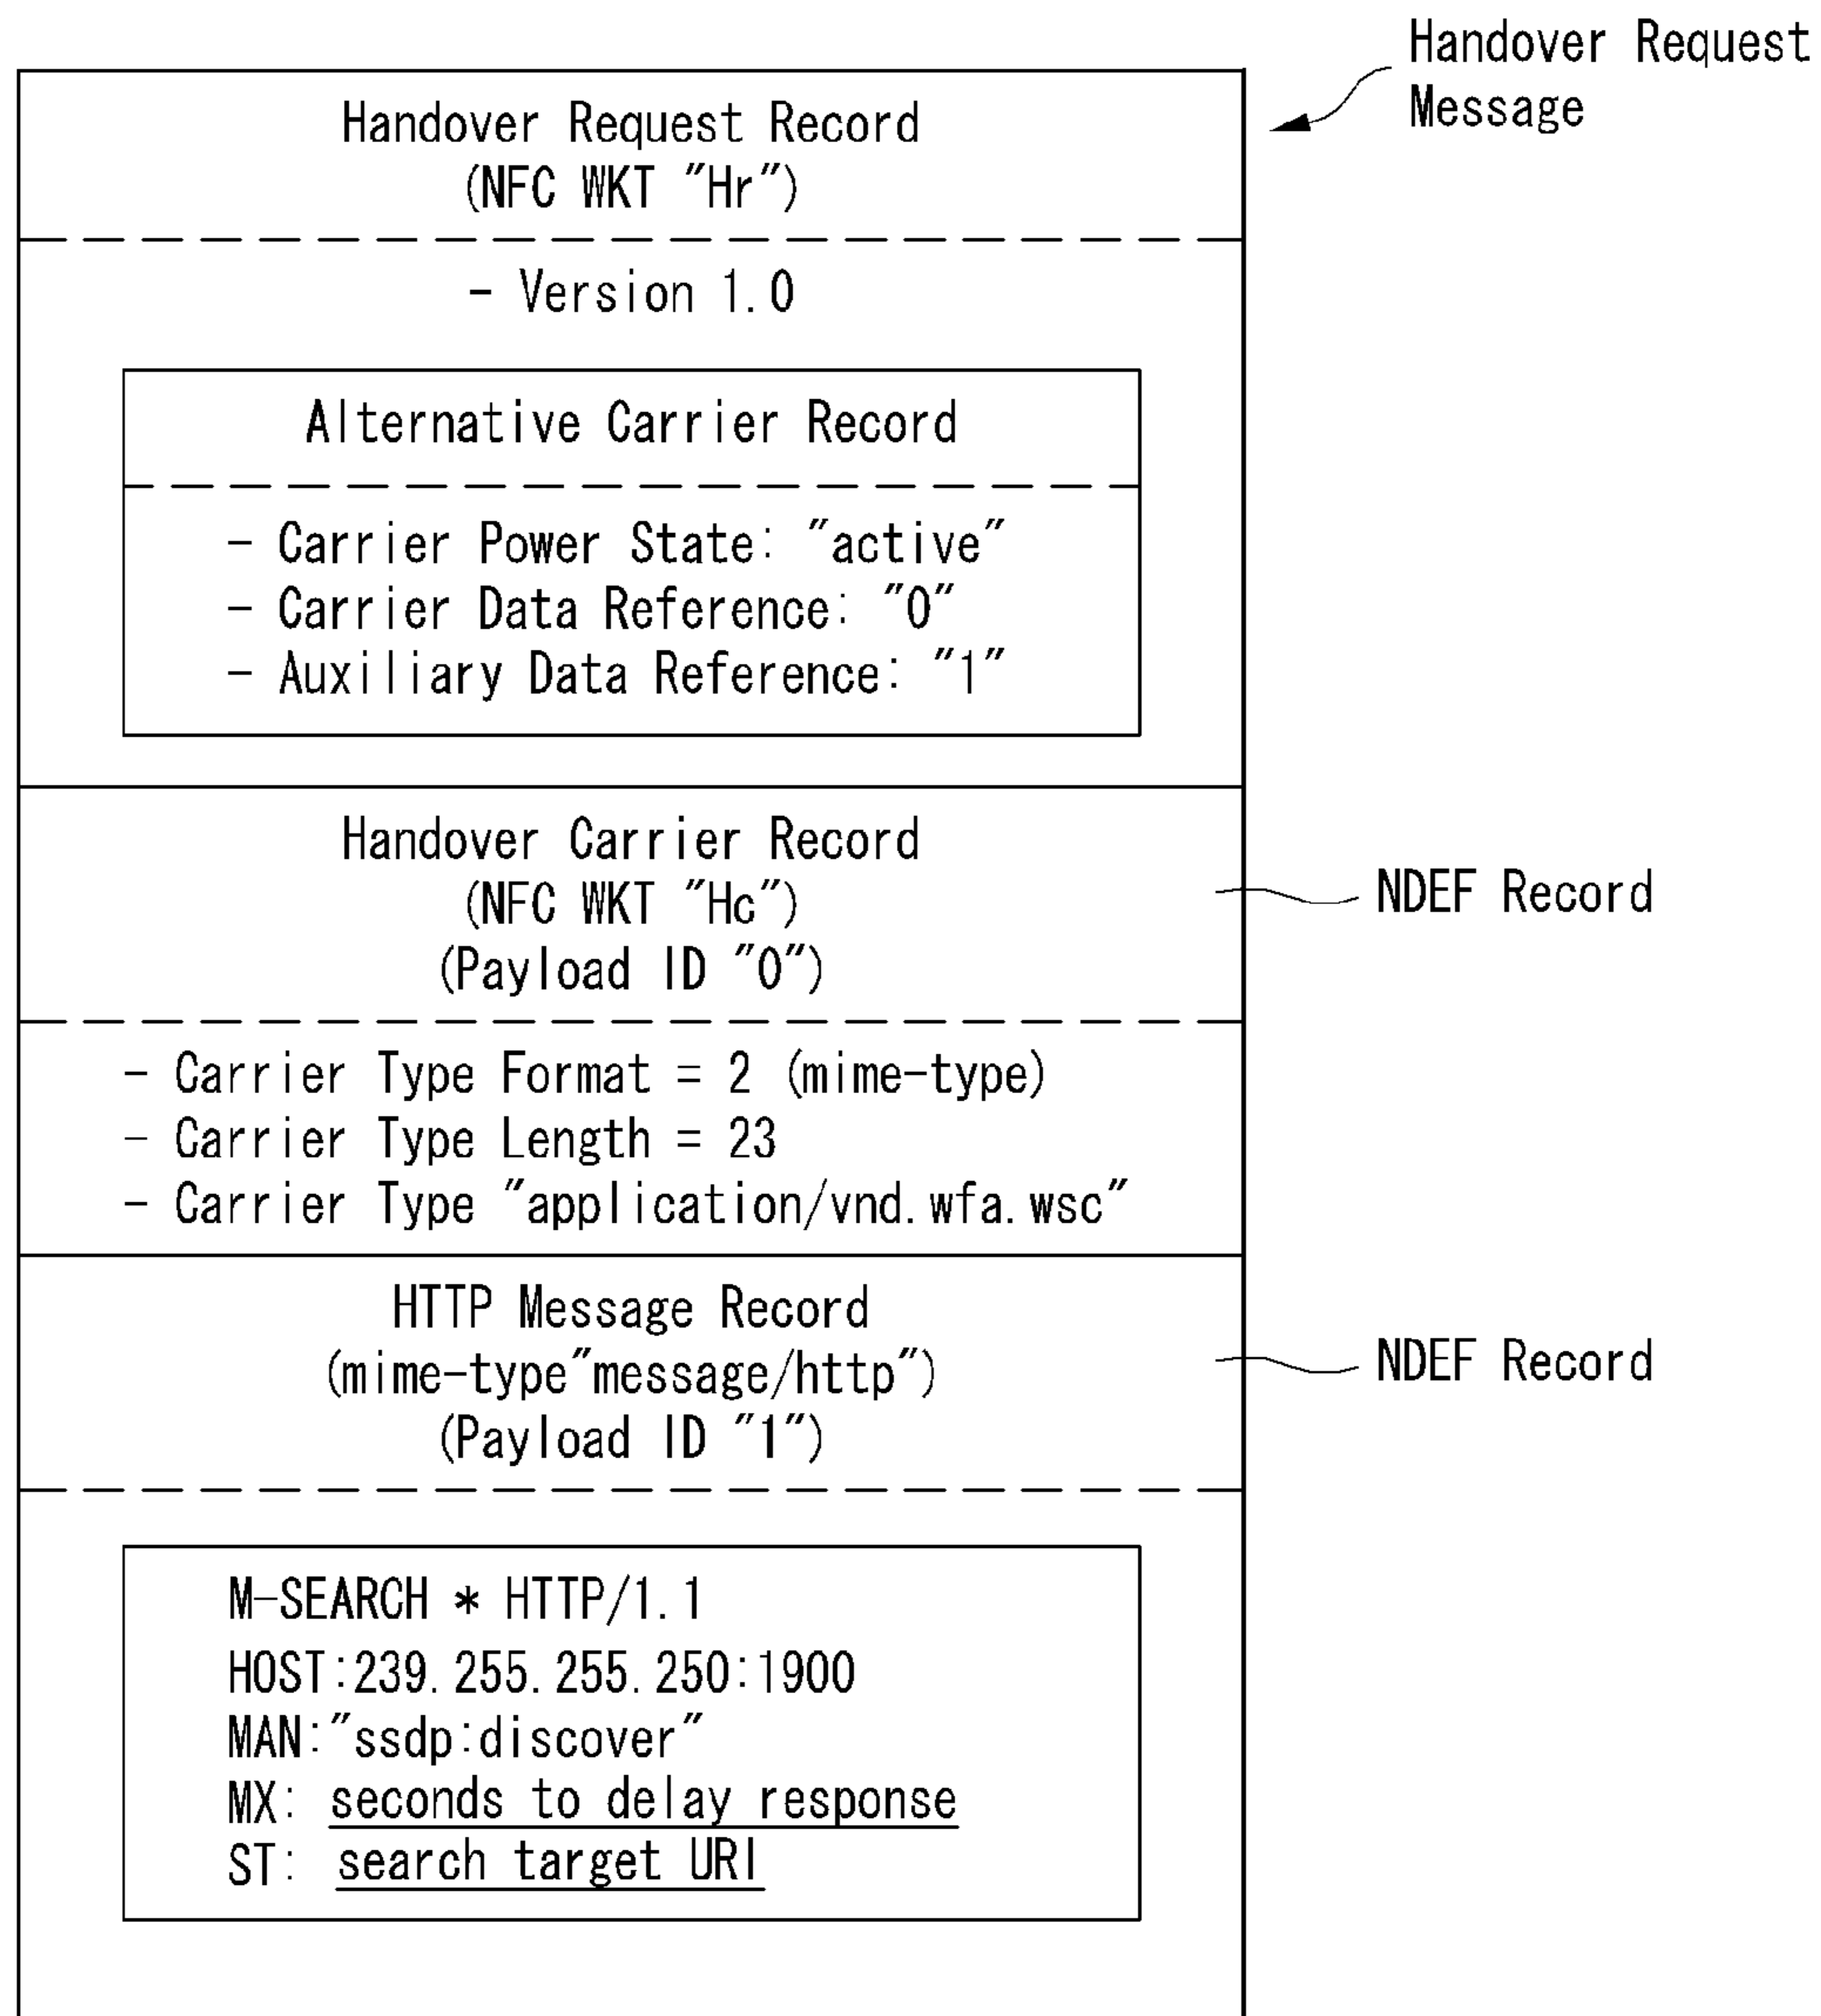 Handover Request
Message
Handover Request Record
(NFC WKT "Hr")
- Version 1.0
Alternative Carrier Record
- Carrier Power State: "active"
- Carrier Data Reference: "0"
- Auxiliary Data Reference: "1"
Handover Carrier Record
(NFC WKT "Hc")
(Payload ID "0")
NDEF Record
- Carrier Type Format = 2 (mime-type)
- Carrier Type Length = 23
- Carrier Type "application/vnd.wfa.wsc"
HTTP Message Record
(mime-type"message/http")
(Payload ID "1")
NDEF Record
M-SEARCH * HTTP/1.1
HOST:239.255.255.250:1900
MAN:"ssdp:discover"
MX: seconds to delay response
ST: search target URI